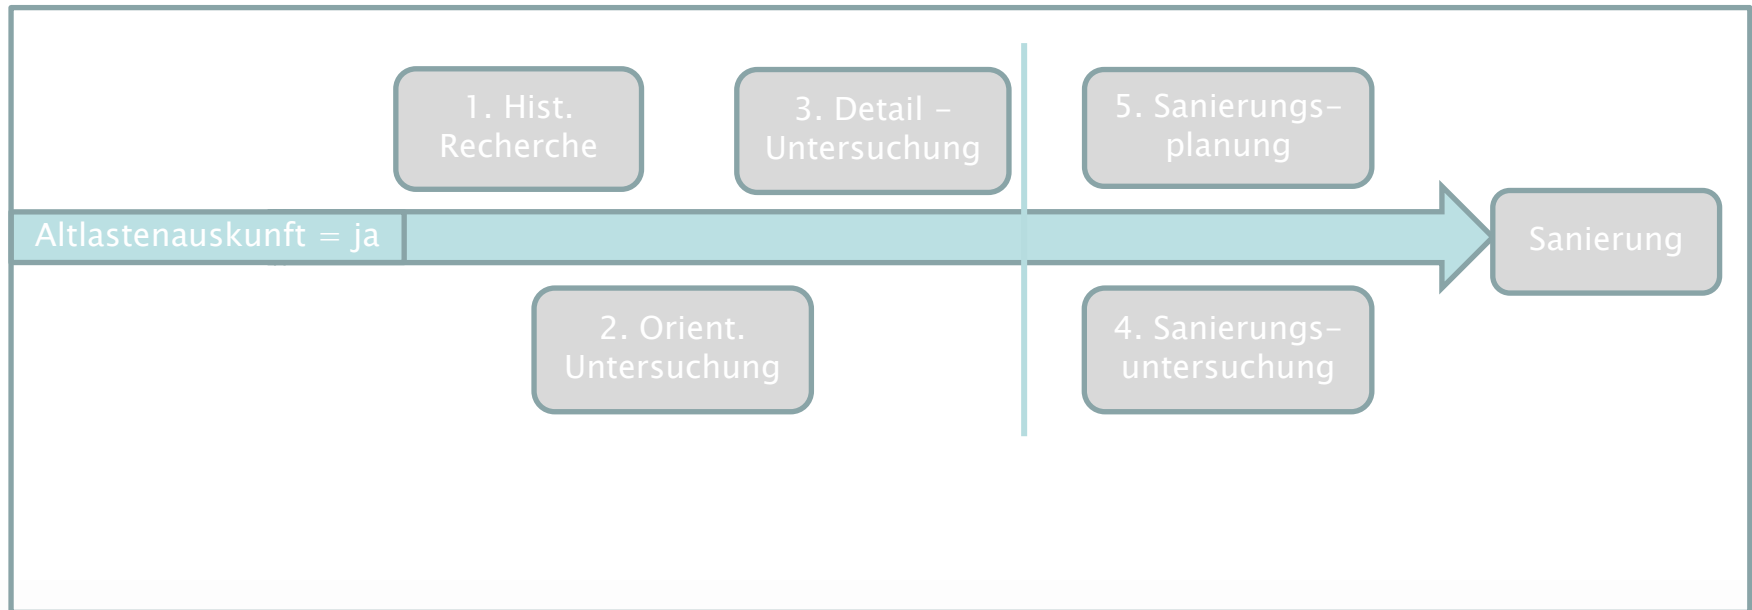 1. Hist.
Recherche
3. Detail –
Untersuchung
5. Sanierungs–
planung
Altlastenauskunft = ja
Sanierung
2. Orient.
Untersuchung
4. Sanierungs–
untersuchung